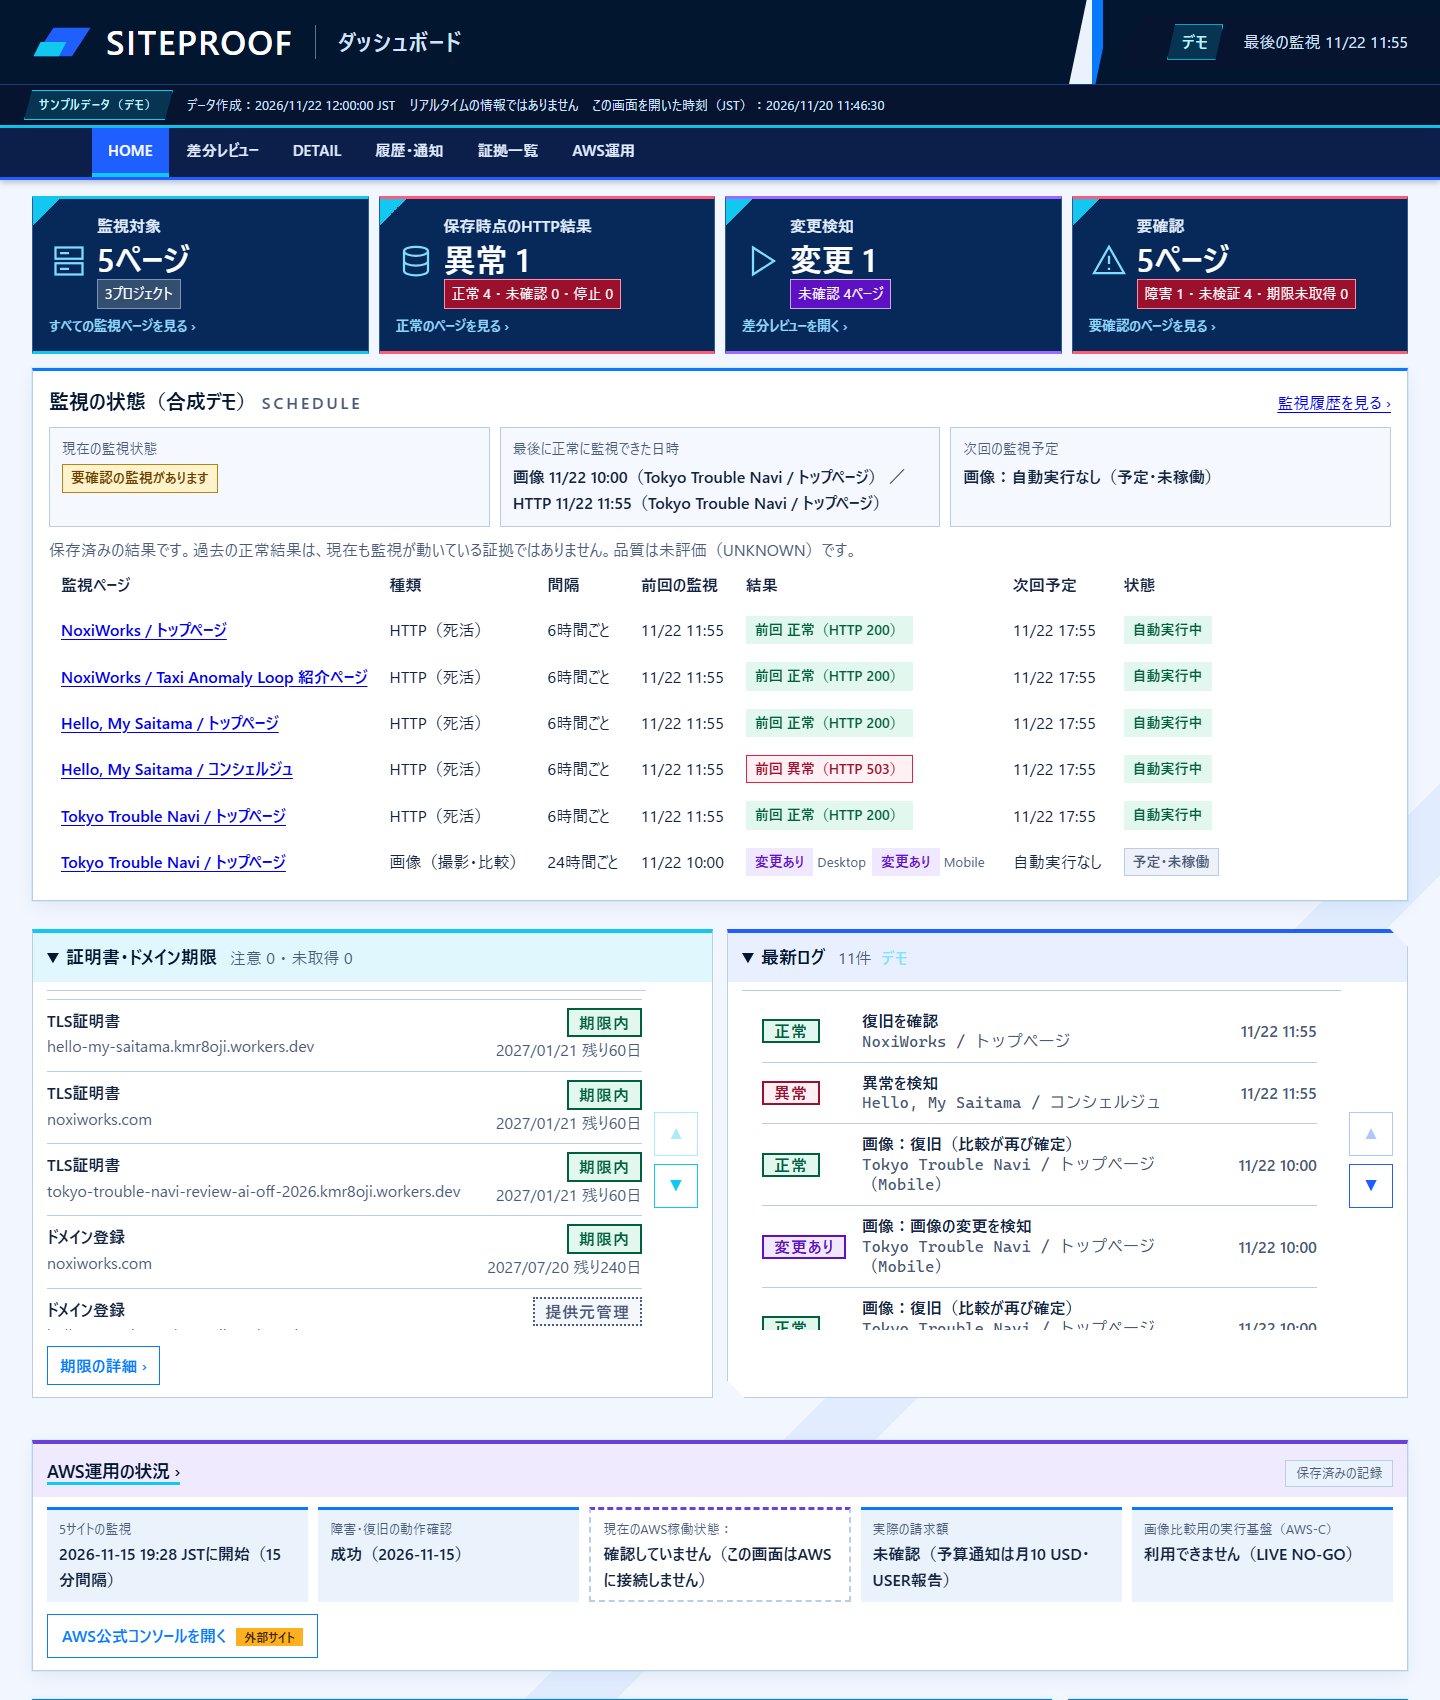 SITEPROOF ダッシュボード デモ 最後の監視 11/22 11:55
サンプルデータ（デモ） データ作成：2026/11/22 12:00:00 JST リアルタイムの情報ではありません この画面を開いた時刻（JST）：2026/11/20 11:46:30
HOME 差分レビュー DETAIL 履歴・通知 証拠一覧 AWS運用
監視対象
5ページ
3プロジェクト
すべての監視ページを見る ›
保存時点のHTTP結果
異常 1
正常 4・未確認 0・停止 0
正常のページを見る ›
変更検知
変更 1
未確認 4ページ
差分レビューを開く ›
要確認
5ページ
障害 1・未検証 4・期限未取得 0
要確認のページを見る ›
監視の状態（合成デモ） SCHEDULE 監視履歴を見る ›
現在の監視状態
要確認の監視があります
最後に正常に監視できた日時
画像 11/22 10:00（Tokyo Trouble Navi / トップページ） ／
HTTP 11/22 11:55（Tokyo Trouble Navi / トップページ）
次回の監視予定
画像：自動実行なし（予定・未稼働）
保存済みの結果です。過去の正常結果は、現在も監視が動いている証拠ではありません。品質は未評価（UNKNOWN）です。
監視ページ 種類 間隔 前回の監視 結果 次回予定 状態
NoxiWorks / トップページ HTTP（死活） 6時間ごと 11/22 11:55 前回 正常（HTTP 200） 11/22 17:55 自動実行中
NoxiWorks / Taxi Anomaly Loop 紹介ページ HTTP（死活） 6時間ごと 11/22 11:55 前回 正常（HTTP 200） 11/22 17:55 自動実行中
Hello, My Saitama / トップページ HTTP（死活） 6時間ごと 11/22 11:55 前回 正常（HTTP 200） 11/22 17:55 自動実行中
Hello, My Saitama / コンシェルジュ HTTP（死活） 6時間ごと 11/22 11:55 前回 異常（HTTP 503） 11/22 17:55 自動実行中
Tokyo Trouble Navi / トップページ HTTP（死活） 6時間ごと 11/22 11:55 前回 正常（HTTP 200） 11/22 17:55 自動実行中
Tokyo Trouble Navi / トップページ 画像（撮影・比較） 24時間ごと 11/22 10:00 変更あり Desktop 変更あり Mobile 自動実行なし 予定・未稼働
▼ 証明書・ドメイン期限 注意 0・未取得 0
TLS証明書 期限内
hello-my-saitama.kmr8oji.workers.dev 2027/01/21 残り60日
TLS証明書 期限内
noxiworks.com 2027/01/21 残り60日
TLS証明書 期限内
tokyo-trouble-navi-review-ai-off-2026.kmr8oji.workers.dev 2027/01/21 残り60日
ドメイン登録 期限内
noxiworks.com 2027/07/20 残り240日
ドメイン登録 提供元管理
▲
▼
期限の詳細 ›
▼ 最新ログ 11件 デモ
正常 復旧を確認 11/22 11:55
NoxiWorks / トップページ
異常 異常を検知 11/22 11:55
Hello, My Saitama / コンシェルジュ
正常 画像：復旧（比較が再び確定） 11/22 10:00
Tokyo Trouble Navi / トップページ
（Mobile）
変更あり 画像：画像の変更を検知 11/22 10:00
Tokyo Trouble Navi / トップページ
（Mobile）
画像：復旧（比較が再び確定）
正常 Tokyo Trouble Navi / トップページ 11/22 10:00
▲
▼
AWS運用の状況 › 保存済みの記録
5サイトの監視
2026-11-15 19:28 JSTに開始（15
分間隔）
障害・復旧の動作確認
成功（2026-11-15）
現在のAWS稼働状態：
確認していません（この画面はAWS
に接続しません）
実際の請求額
未確認（予算通知は月10 USD・
USER報告）
画像比較用の実行基盤（AWS-C）
利用できません（LIVE NO-GO）
AWS公式コンソールを開く 外部サイト